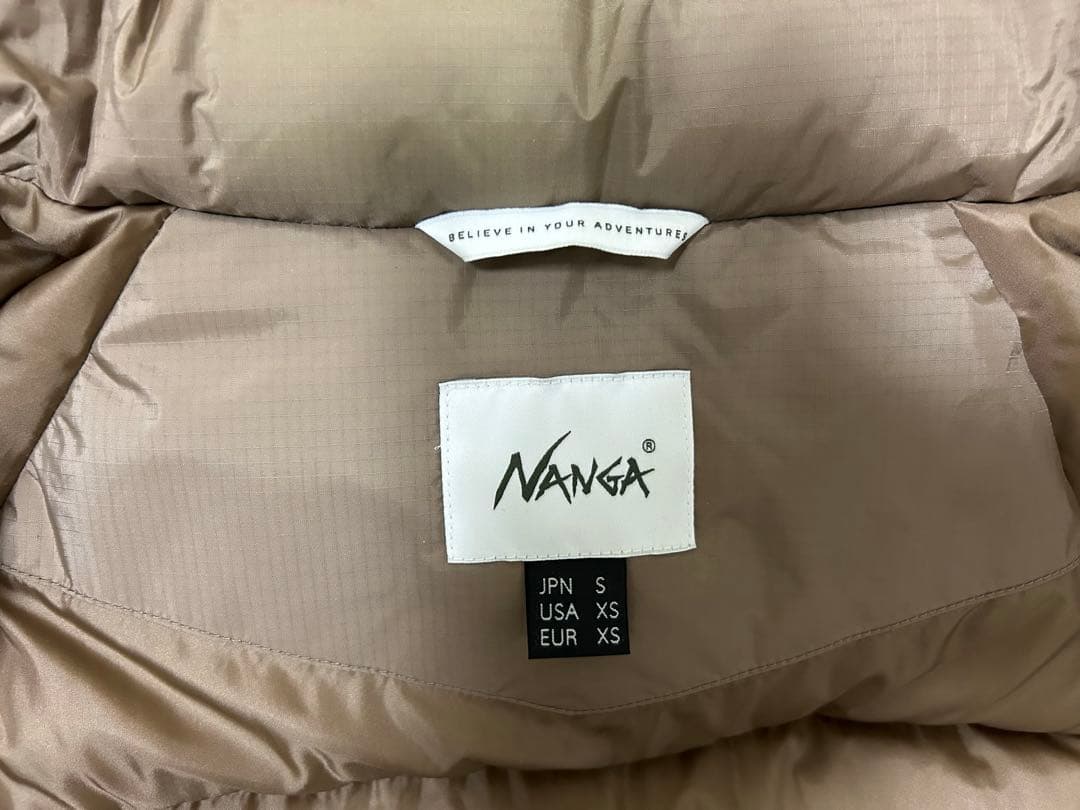 BELIEVE IN YOUR ADVENTURES
NANGA®
JPN S
USA XS
EUR XS